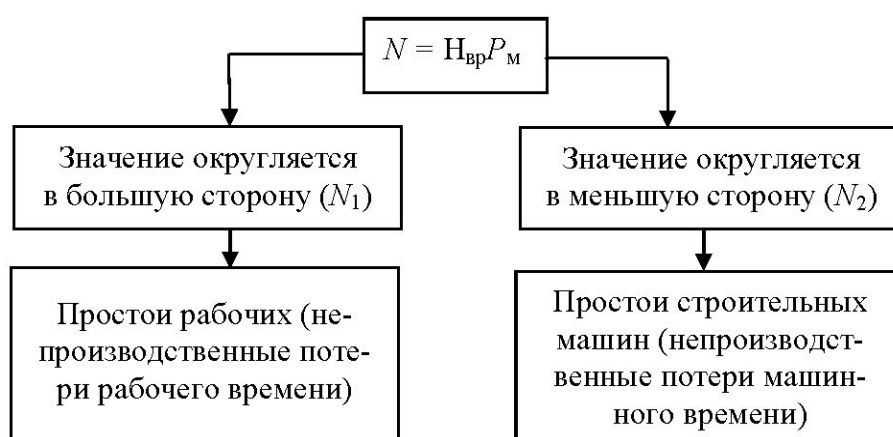 N = НврPм
Значение округляется
в большую сторону (N1)
Значение округляется
в меньшую сторону (N2)
Простои рабочих (не-
производственные поте-
ри рабочего времени)
Простои строительных
машин (непроизводст-
венные потери машин-
ного времени)